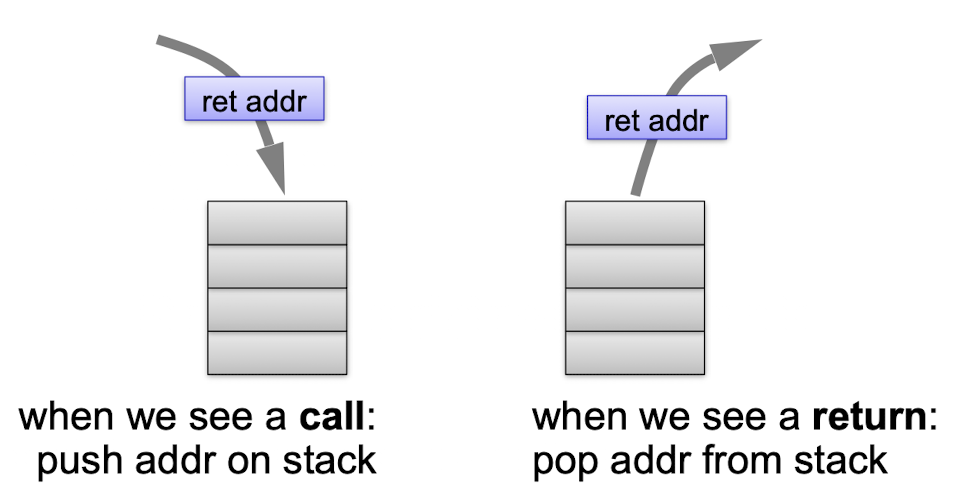 ret addr
ret addr
when we see a call:
push addr on stack
when we see a return:
pop addr from stack